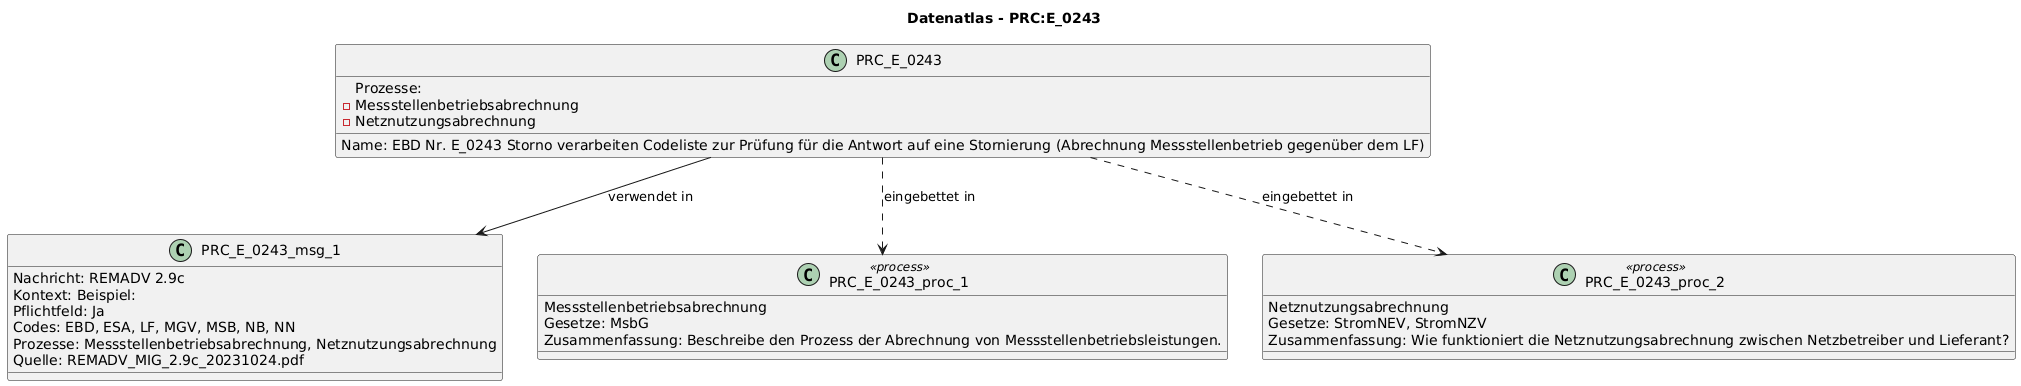 Datenatlas - PRC:E_0243
C PRC_E_0243
Prozesse:
Messstellenbetriebsabrechnung
Netznutzungsabrechnung
Name: EBD Nr. E_0243 Storno verarbeiten Codeliste zur Prüfung für die Antwort auf eine Stornierung (Abrechnung Messstellenbetrieb gegenüber dem LF)
verwendet in
eingebettet in
eingebettet in
C PRC_E_0243_msg_1
Nachricht: REMADV 2.9c
Kontext: Beispiel:
Pflichtfeld: Ja
Codes: EBD, ESA, LF, MGV, MSB, NB, NN
Prozesse: Messstellenbetriebsabrechnung, Netznutzungsabrechnung
Quelle: REMADV_MIG_2.9c_20231024.pdf
«process»
C PRC_E_0243_proc_1
Messstellenbetriebsabrechnung
Gesetze: MsbG
Zusammenfassung: Beschreibe den Prozess der Abrechnung von Messstellenbetriebsleistungen.
«process»
C PRC_E_0243_proc_2
Netznutzungsabrechnung
Gesetze: StromNEV, StromNZV
Zusammenfassung: Wie funktioniert die Netznutzungsabrechnung zwischen Netzbetreiber und Lieferant?